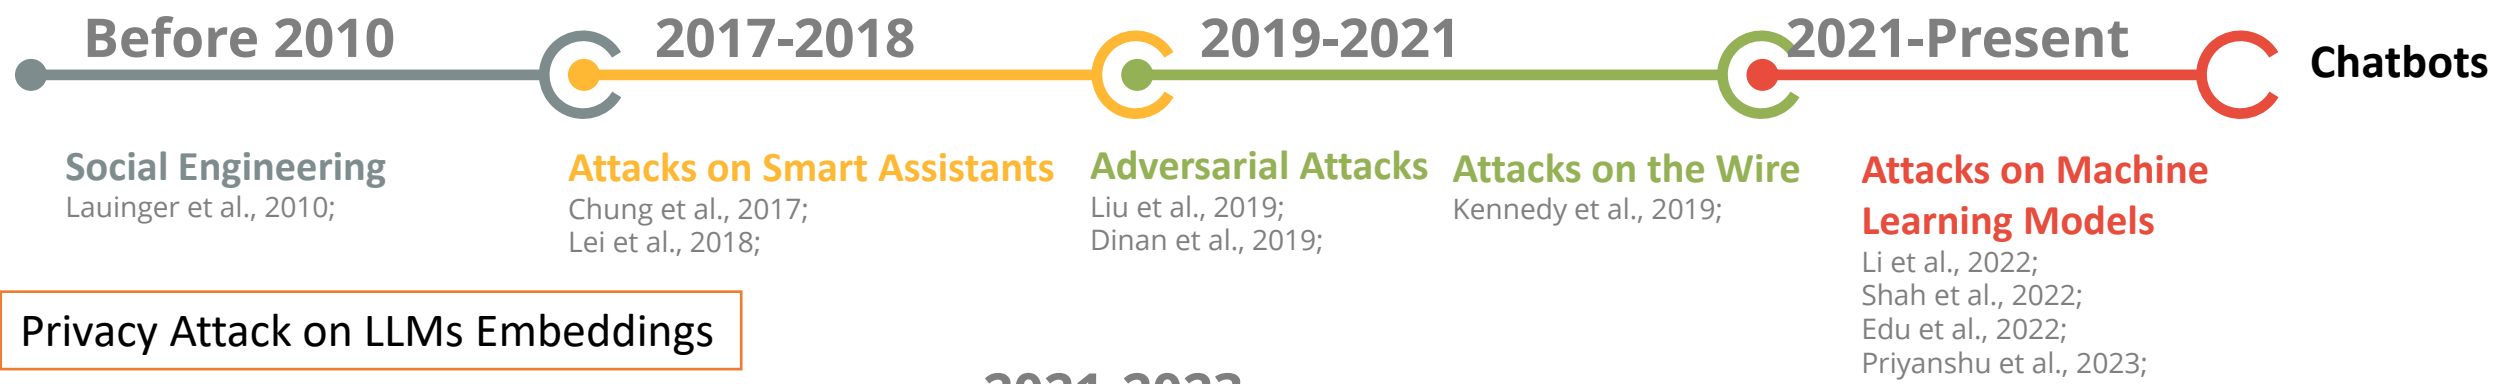 Before 2010
2017-2018
2019-2021
2021-Present
Chatbots
Social Engineering
Lauinger et al., 2010;
Attacks on Smart Assistants
Chung et al., 2017;
Lei et al., 2018;
Adversarial Attacks
Liu et al., 2019;
Dinan et al., 2019;
Attacks on the Wire
Kennedy et al., 2019;
Attacks on Machine
Learning Models
Li et al., 2022;
Shah et al., 2022;
Edu et al., 2022;
Priyanshu et al., 2023;
Privacy Attack on LLMs Embeddings